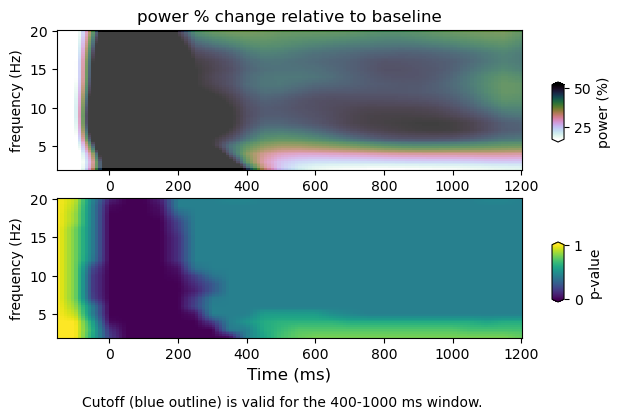 power % change relative to baseline
20
15
10
5
frequency (Hz)
0 200 400 600 800 1000 1200
50
25
power (%)
20
15
10
5
frequency (Hz)
0 200 400 600 800 1000 1200
Time (ms)
1
0
p-value
Cutoff (blue outline) is valid for the 400-1000 ms window.